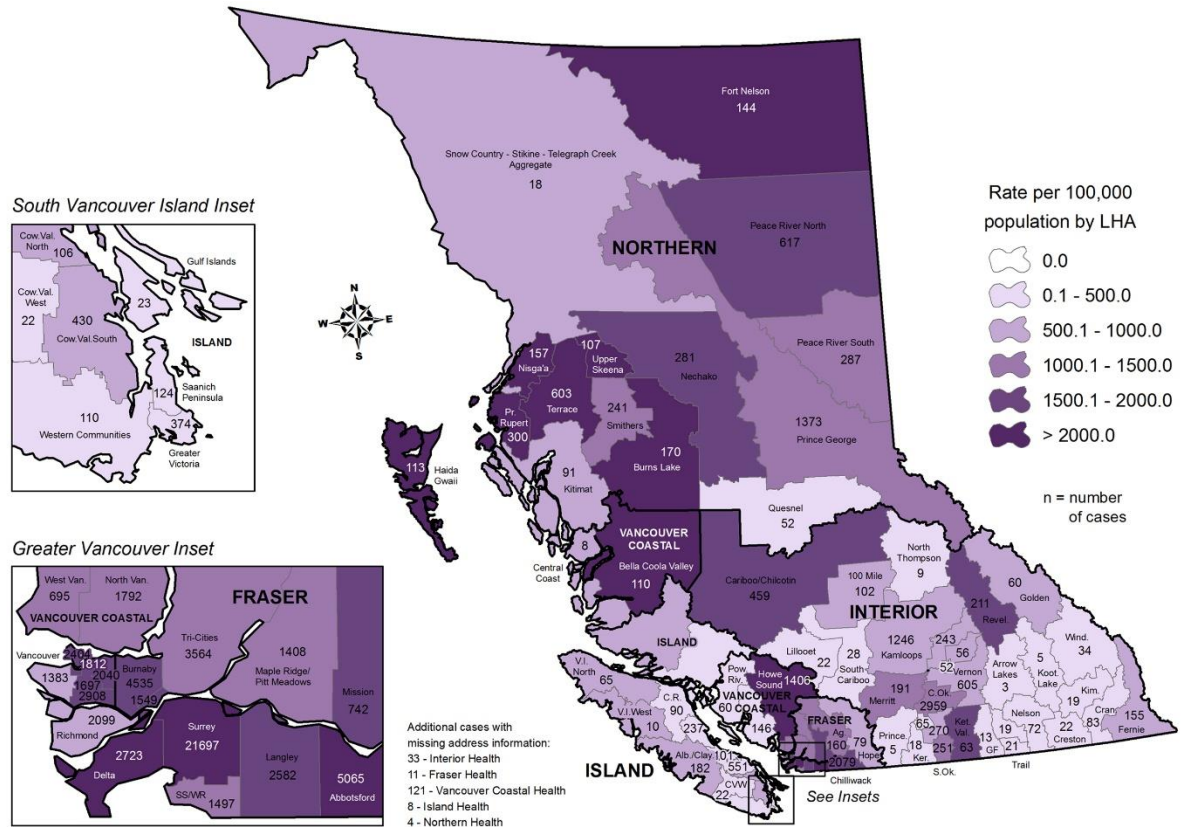 Fort Nelson
144
Snow Country - Stikine - Telegraph Creek
Aggregate
18
NORTHERN
Peace River North
617
Peace River South
287
Rate per 100,000
population by LHA
0.0
0.1 - 500.0
500.1 - 1000.0
1000.1 - 1500.0
1500.1 - 2000.0
> 2000.0
n = number
of cases
South Vancouver Island Inset
Cow.Val.
North
106
Gulf Islands
Cow.Val.
West
22
23
430
Cow.Val.South
ISLAND
Saanich
Peninsula
124
110
Western Communities
374
Greater
Victoria
N
W
E
S
157
Nisga'a
107
Upper
Skeena
281
Nechako
603
Terrace
241
Smithers
Pr.
Rupert
300
1373
Prince George
113
Haida
Gwaii
91
Kitimat
170
Burns Lake
Quesnel
52
8
Central
Coast
VANCOUVER
COASTAL
Bella Coola Valley
110
Cariboo/Chilcotin
459
100 Mile
102
North
Thompson
9
INTERIOR
211
Revel.
60
Golden
Greater Vancouver Inset
West Van.
695
North Van.
1792
VANCOUVER COASTAL
FRASER
Tri-Cities
3564
1408
Maple Ridge/
Pitt Meadows
Mission
742
Vancouver
2404
1812
1383
2040
1697
2908
Burnaby
4535
1549
2099
Richmond
2723
Delta
Surrey
21697
SS/WR
1497
Langley
2582
5065
Abbotsford
Additional cases with
missing address information:
33 - Interior Health
11 - Fraser Health
121 - Vancouver Coastal Health
8 - Island Health
4 - Northern Health
ISLAND
V.I.
North
65
V.I.West
10
C.R.
90
237
Alb./Clay
182
101
551
CVW
22
ISLAND
Pow.
Riv.
60
VANCOUVER
COASTAL
146
Howe
Sound
1406
Lillooet
22
28
South
Cariboo
1246
Kamloops
243
56
52
Vernon
605
Merritt
191
C.Ok.
2959
FRASER
Ag
160
79
Hope
2079
Chilliwack
Prince.
5
65
18
Ker.
270
251
S.Ok.
Ket.
Val.
63
Arrow
Lakes
3
5
Koot.
Lake
Wind.
34
13
GF
19
21
Trail
Nelson
72
19
22
Creston
Kim.
Cran.
83
155
Fernie
See Insets